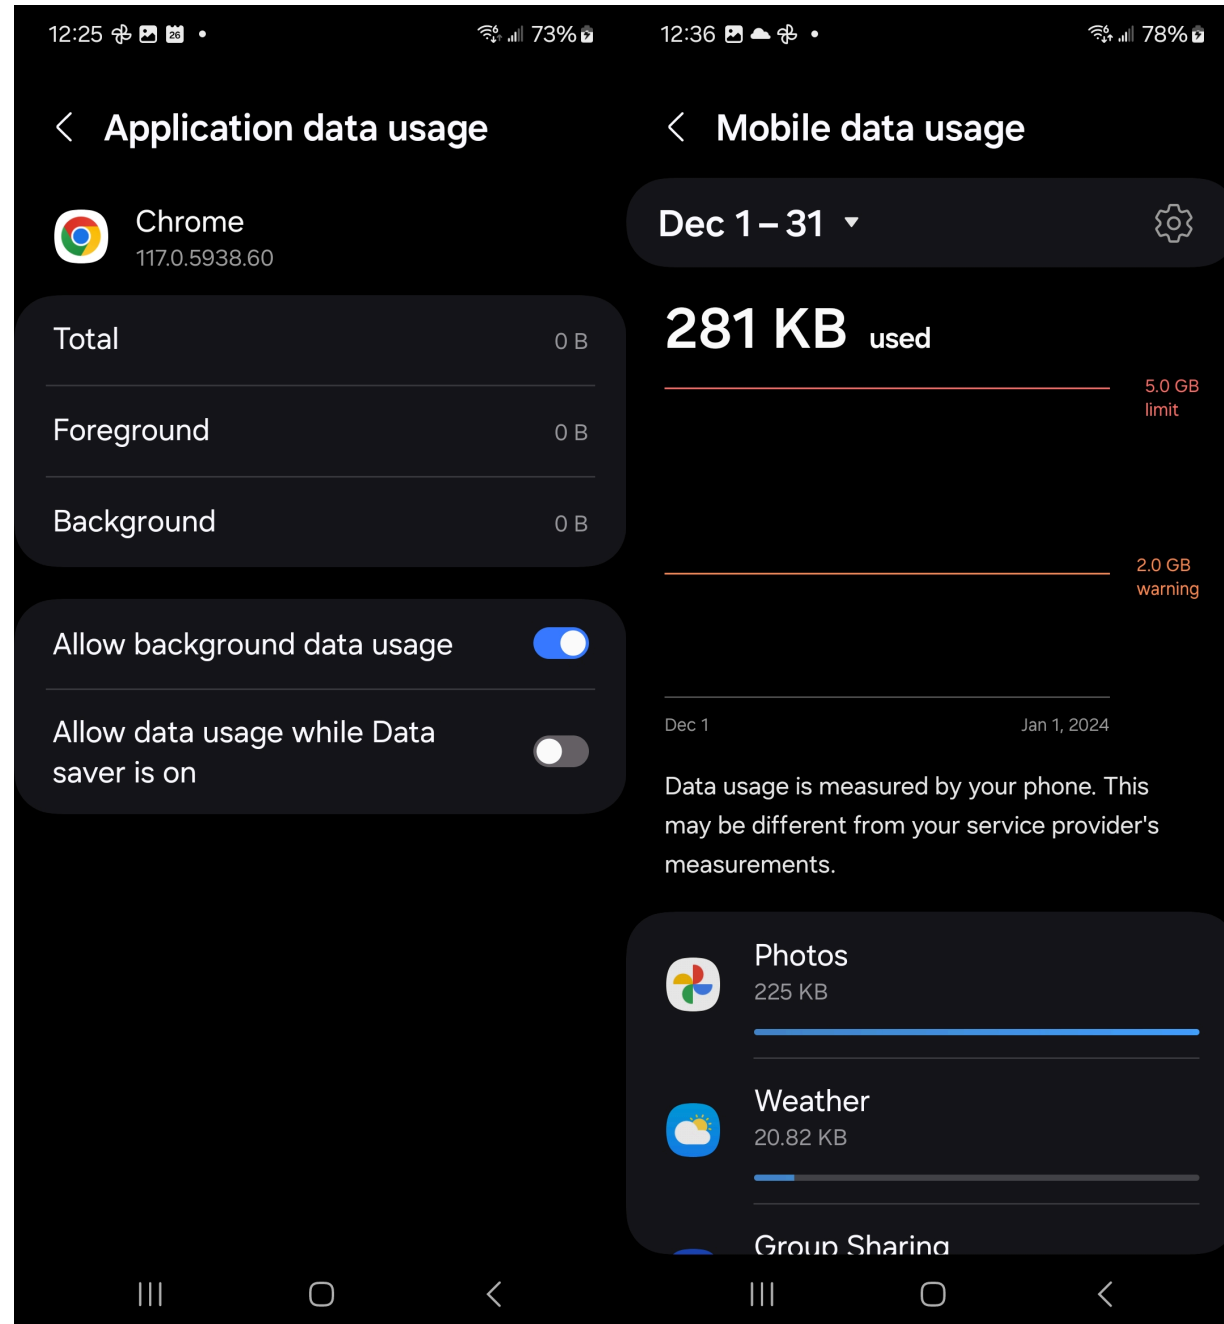 12:25 26 73%
Application data usage
Chrome
117.0.5938.60
Total 0 B
Foreground 0 B
Background 0 B
Allow background data usage
Allow data usage while Data
saver is on
12:36 6 78%
Mobile data usage
Dec 1 – 31
281 KB used
5.0 GB
limit
2.0 GB
warning
Dec 1 Jan 1, 2024
Data usage is measured by your phone. This
may be different from your service provider's
measurements.
Photos
225 KB
Weather
20.82 KB
Group Sharing